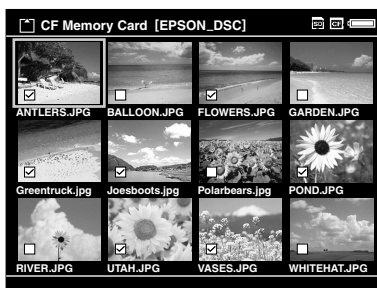 CF Memory Card [EPSON_DSC] SD CF
ANTLERS.JPG BALLOON.JPG FLOWERS.JPG GARDEN.JPG
Greentruck.jpg Joesboots.jpg Polarbears.jpg POND.JPG
RIVER.JPG UTAH.JPG VASES.JPG WHITEHAT.JPG